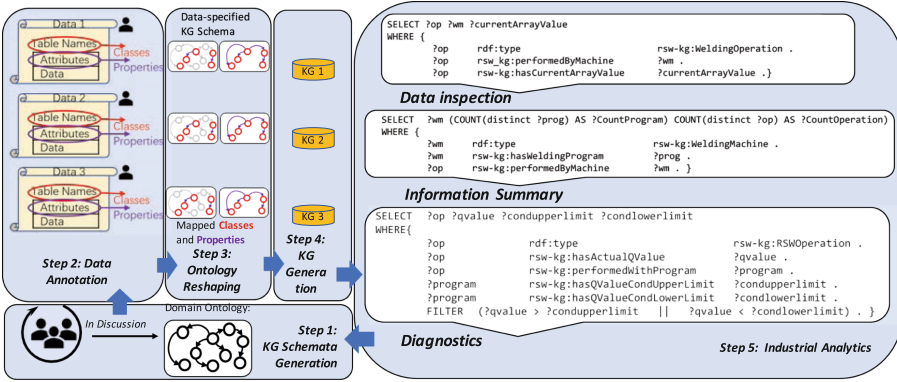 Data 1
Table Names
Attributes
Data
Classes
Properties
Data 2
Table Names
Attributes
Data
Classes
Properties
Data 3
Table Names
Attributes
Data
Classes
Properties
Step 2: Data
Annotation
Data-specified
KG Schema
Mapped Classes
and Properties
Step 3:
Ontology
Reshaping
KG 1
KG 2
KG 3
Step 4:
KG
Genera
tion
In Discussion
Domain Ontology:
Step 1:
KG Schemata
Generation
SELECT ?op ?wm ?currentArrayValue
WHERE {
?op rdf:type rsw-kg:WeldingOperation .
?op rsw_kg:performedByMachine ?wm .
?op rsw-kg:hasCurrentArrayValue ?currentArrayValue .}
Data inspection
SELECT ?wm (COUNT(distinct ?prog) AS ?CountProgram) COUNT(distinct ?op) AS ?CountOperation)
WHERE {
?wm rdf:type rsw-kg:WeldingMachine .
?wm rsw-kg:hasWeldingProgram ?prog .
?op rsw-kg:performedByMachine ?wm . }
Information Summary
SELECT ?op ?qvalue ?condupperlimit ?condlowerlimit
WHERE{
?op rdf:type rsw-kg:RSWOperation .
?op rsw-kg:hasActualQValue ?qvalue .
?op rsw-kg:performedWithProgram ?program .
?program rsw-kg:hasQValueCondUpperLimit ?condupperlimit .
?program rsw-kg:hasQValueCondLowerLimit ?condlowerlimit .
FILTER (?qvalue > ?condupperlimit || ?qvalue < ?condlowerlimit) . }
Diagnostics
Step 5: Industrial Analytics